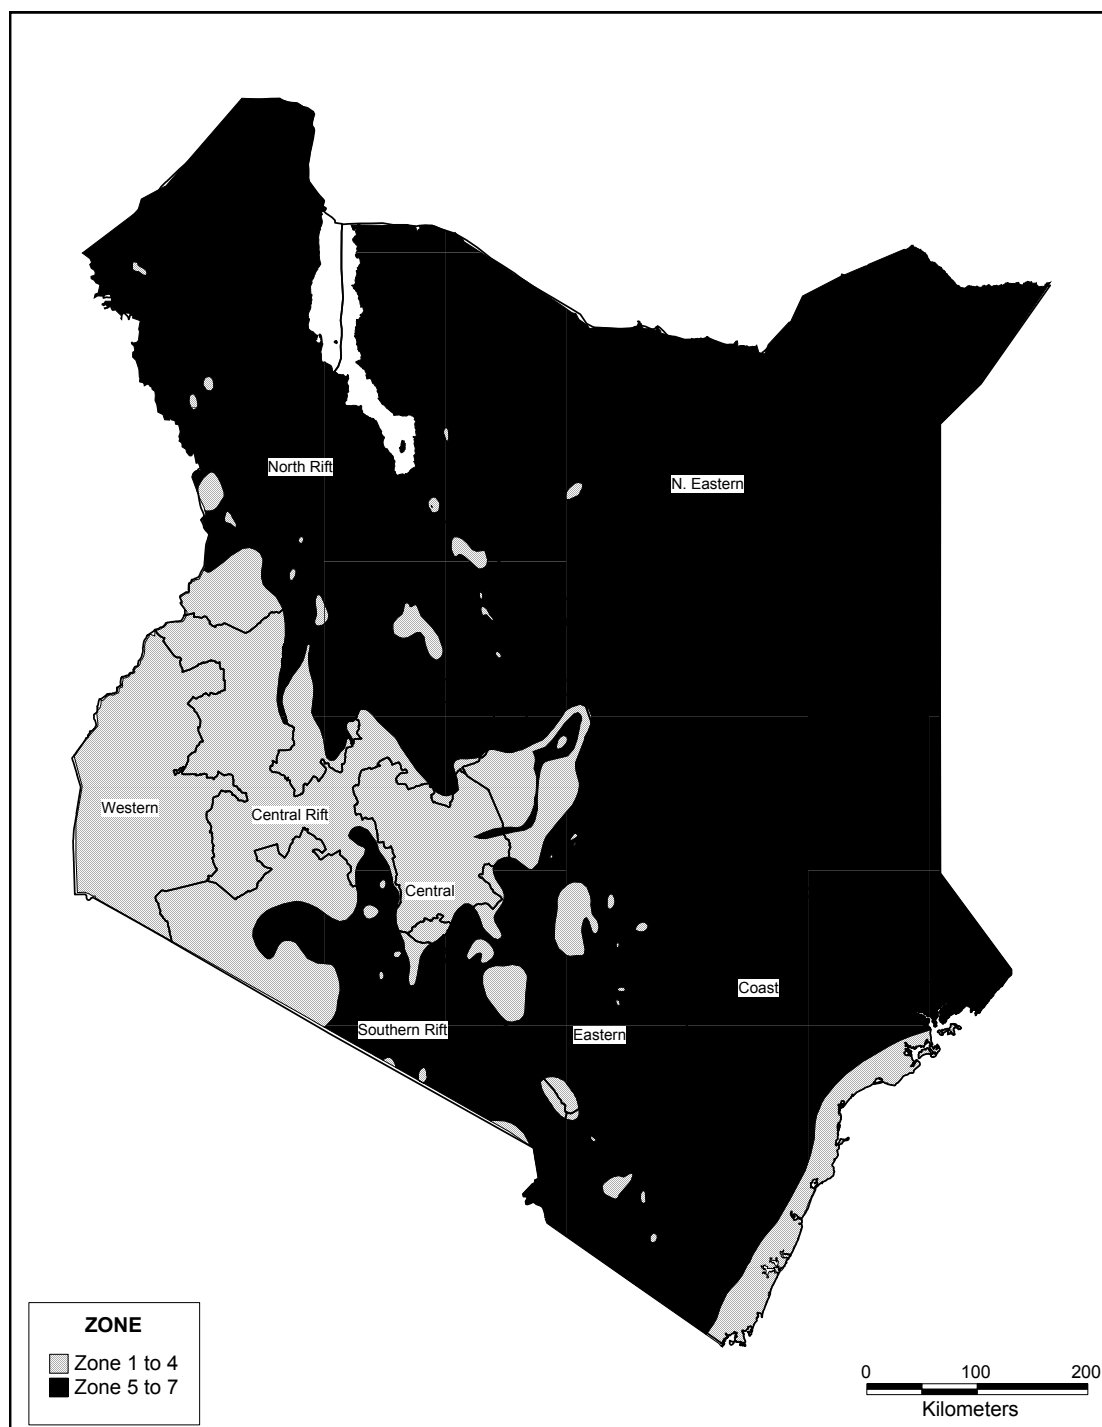 North Rift
N. Eastern
Western
Central Rift
Central
Coast
Southern Rift
Eastern
ZONE
Zone 1 to 4
Zone 5 to 7
0 100 200
Kilometers